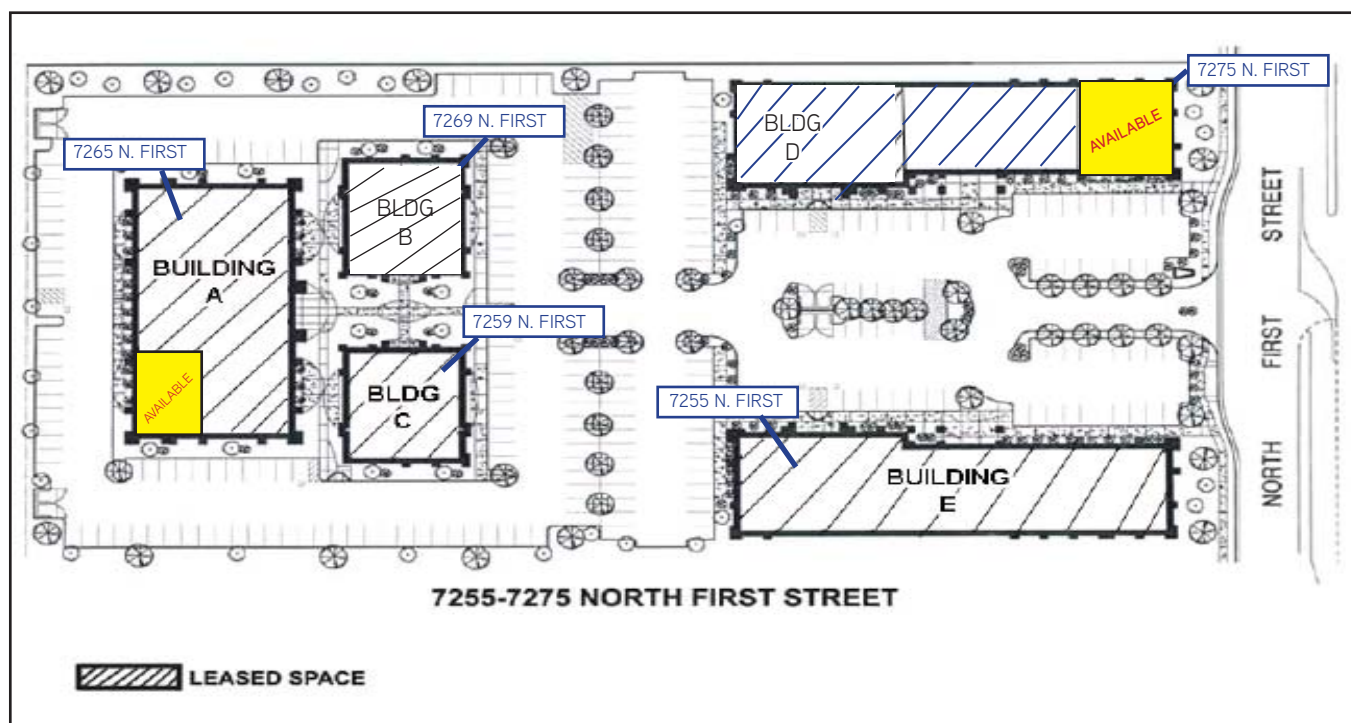 7275 N. FIRST
7269 N. FIRST
7265 N. FIRST
BLDG
D
AVAILABLE
BLDG
B
BUILDING
A
7259 N. FIRST
AVAILABLE
BLDG
C
7255 N. FIRST
BUILDING
E
NORTH FIRST STREET
7255-7275 NORTH FIRST STREET
LEASED SPACE